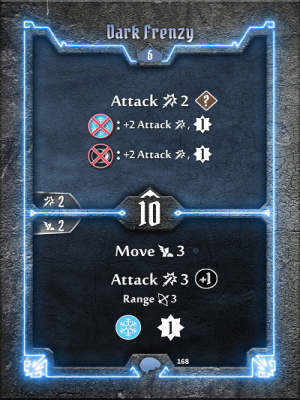 Dark Frenzy
6
Attack 2 ?
: +2 Attack , 1
: +2 Attack , 1
2
10
2
Move 3
Attack 3 +1
Range 3
1
168